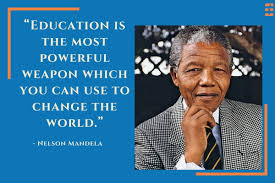 “Education is
the most
powerful
weapon which
you can use to
change the
world.”
- Nelson Mandela